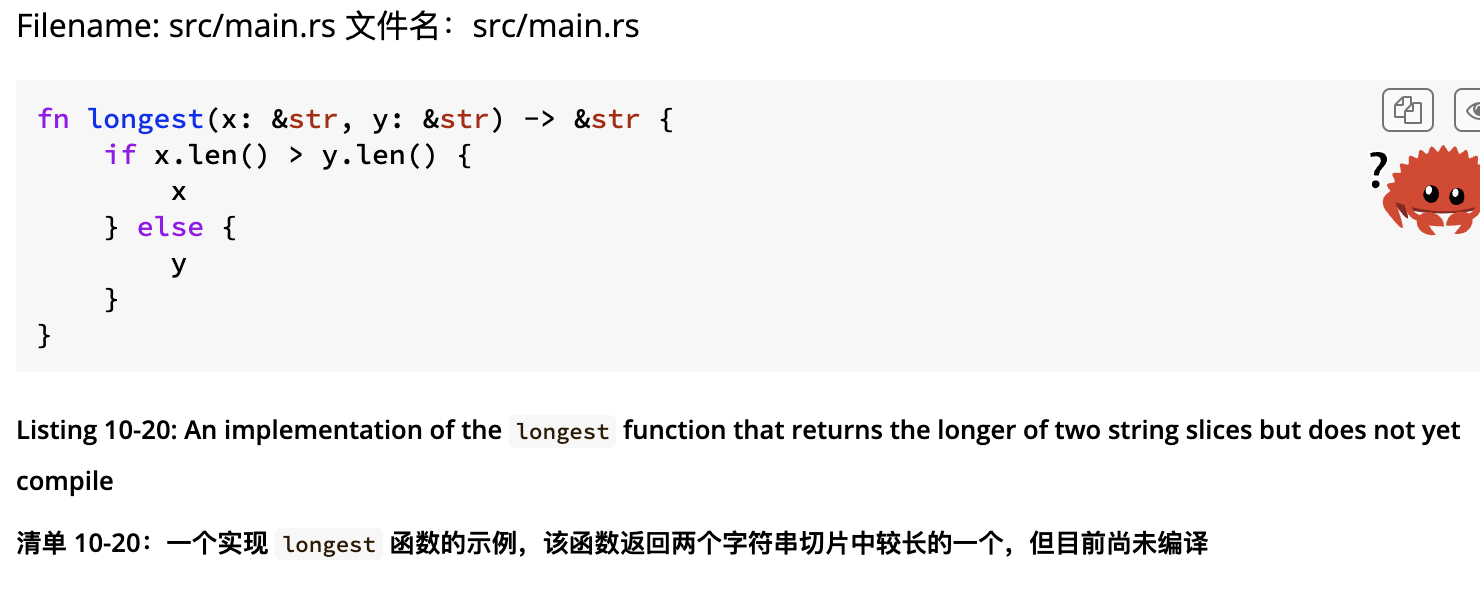 Filename: src/main.rs 文件名：src/main.rs
fn longest(x: &str, y: &str) -> &str {
    if x.len() > y.len() {
        x
    } else {
        y
    }
}
?
Listing 10-20: An implementation of the longest function that returns the longer of two string slices but does not yet
compile
清单 10-20：一个实现 longest 函数的示例，该函数返回两个字符串切片中较长的一个，但目前尚未编译